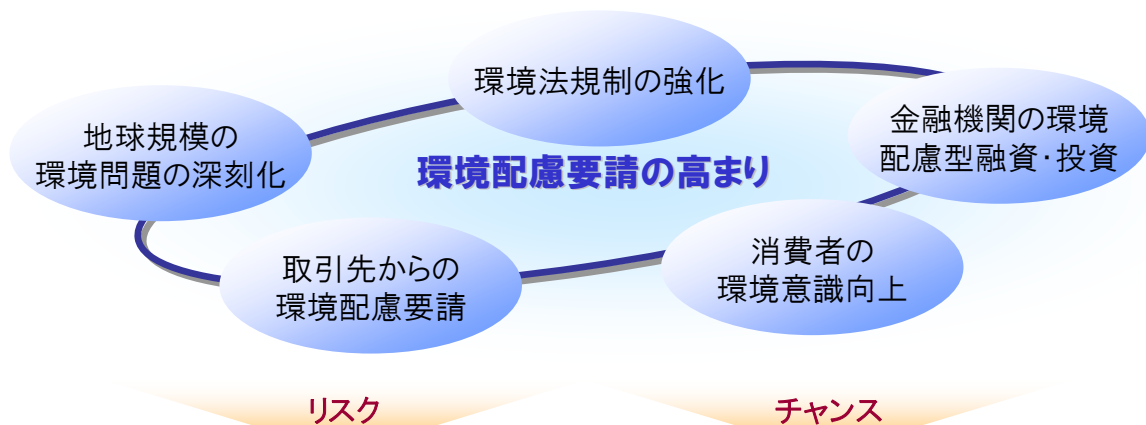 環境法規制の強化
地球規模の
環境問題の深刻化
金融機関の環境
配慮型融資・投資
環境配慮要請の高まり
取引先からの
環境配慮要請
消費者の
環境意識向上
リスク
チャンス